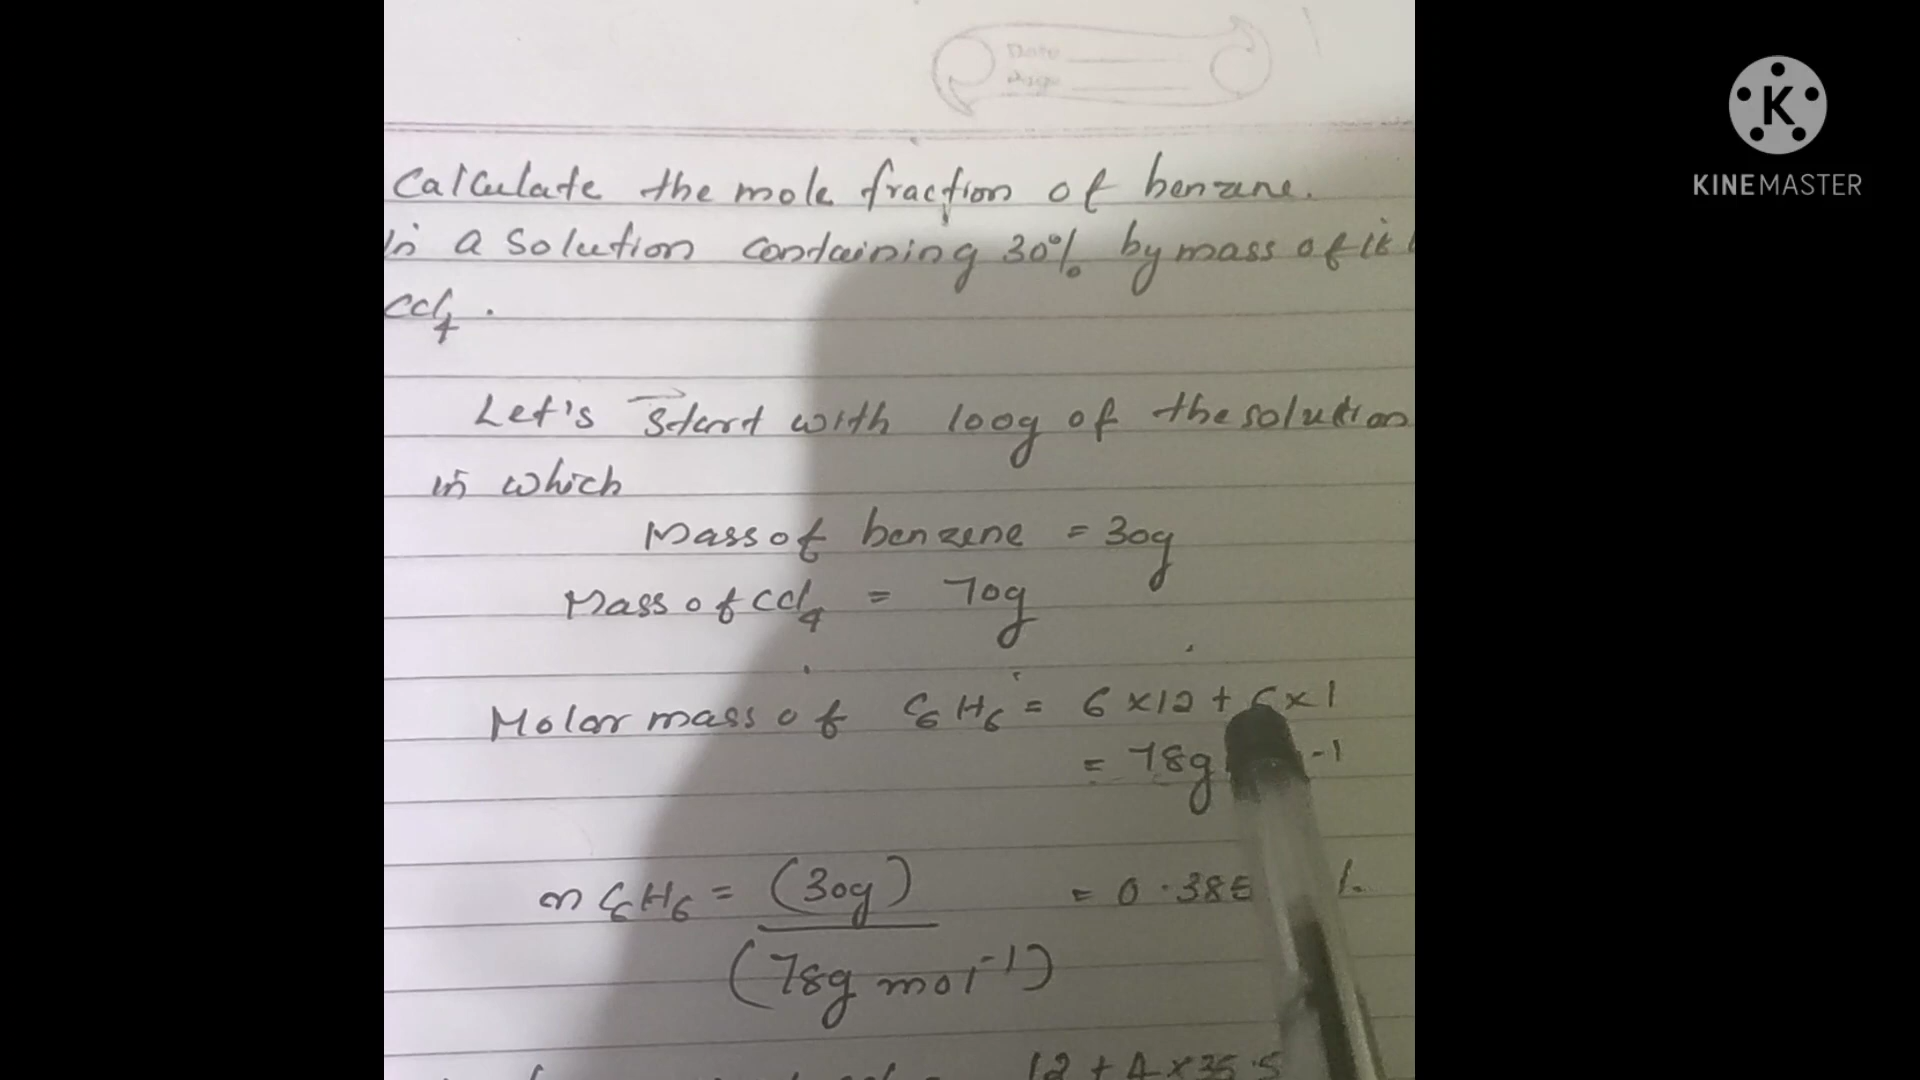 Date
Page
KINEMASTER
Calculate the mole fraction of benzene.
in a solution containing 30% by mass of it
CCl4.
Let's start with 100g of the solution
in which
Mass of benzene = 30g
Mass of CCl4 = 70g
Molar mass of C6H6 = 6×12+6×1
= 78g -1
n C6H6 = (30g) = 0.385 l.
(78g mol-1)
12 + 4×35.5